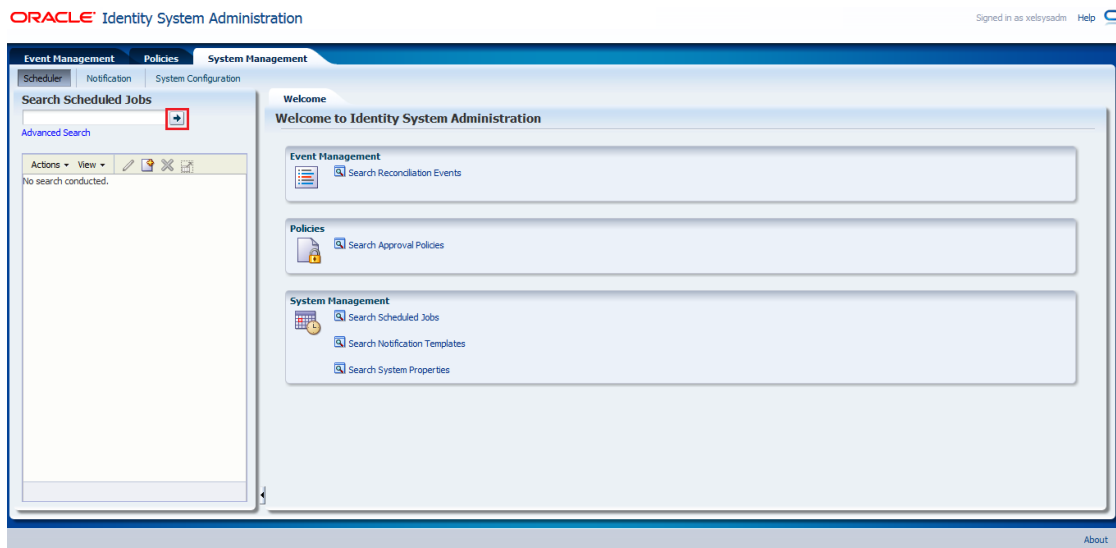 ORACLE Identity System Administration
Signed in as xelsysadm Help
Event Management Policies System Management
Scheduler Notification System Configuration
Search Scheduled Jobs
Advanced Search
Actions View
No search conducted.
Welcome
Welcome to Identity System Administration
Event Management
Search Reconciliation Events
Policies
Search Approval Policies
System Management
Search Scheduled Jobs
Search Notification Templates
Search System Properties
About